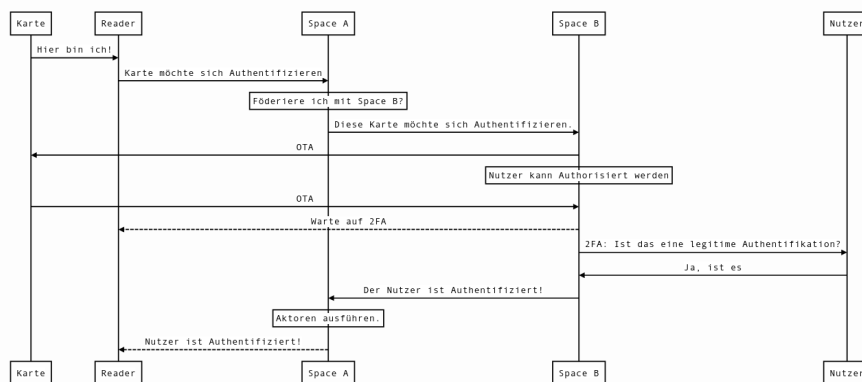 Karte Reader Space A Space B Nutzer
Hier bin ich!
Karte möchte sich Authentifizieren
Föderiere ich mit Space B?
Diese Karte möchte sich Authentifizieren.
OTA
Nutzer kann Authorisiert werden
OTA
Warte auf 2FA
2FA: Ist das eine legitime Authentifikation?
Ja, ist es
Der Nutzer ist Authentifiziert!
Aktoren ausführen.
Nutzer ist Authentifiziert!
Karte Reader Space A Space B Nutzer